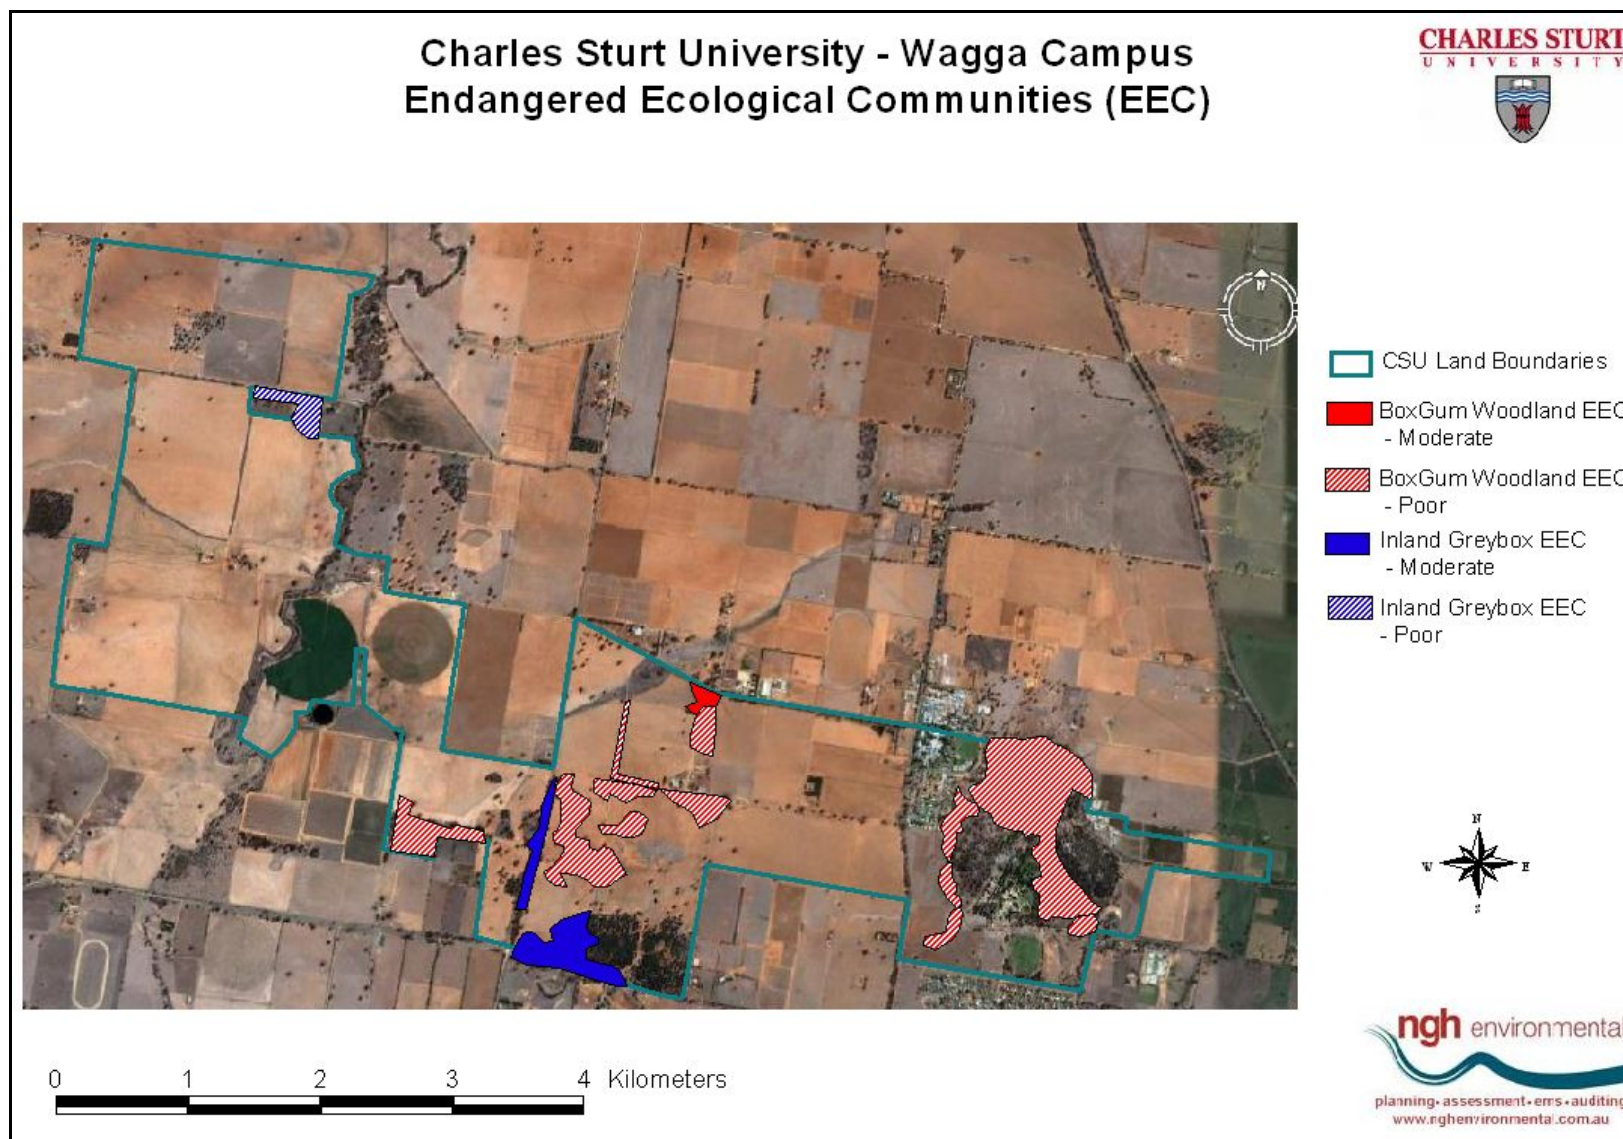 Charles Sturt University - Wagga Campus
Endangered Ecological Communities (EEC)
CHARLES STURT
UNIVERSITY
N
CSU Land Boundaries
BoxGum Woodland EEC
- Moderate
BoxGum Woodland EEC
- Poor
Inland Greybox EEC
- Moderate
Inland Greybox EEC
- Poor
N
W E
S
0 1 2 3 4 Kilometers
ngh environmental
planning•assessment•ems•auditing
www.nghenvironmental.com.au